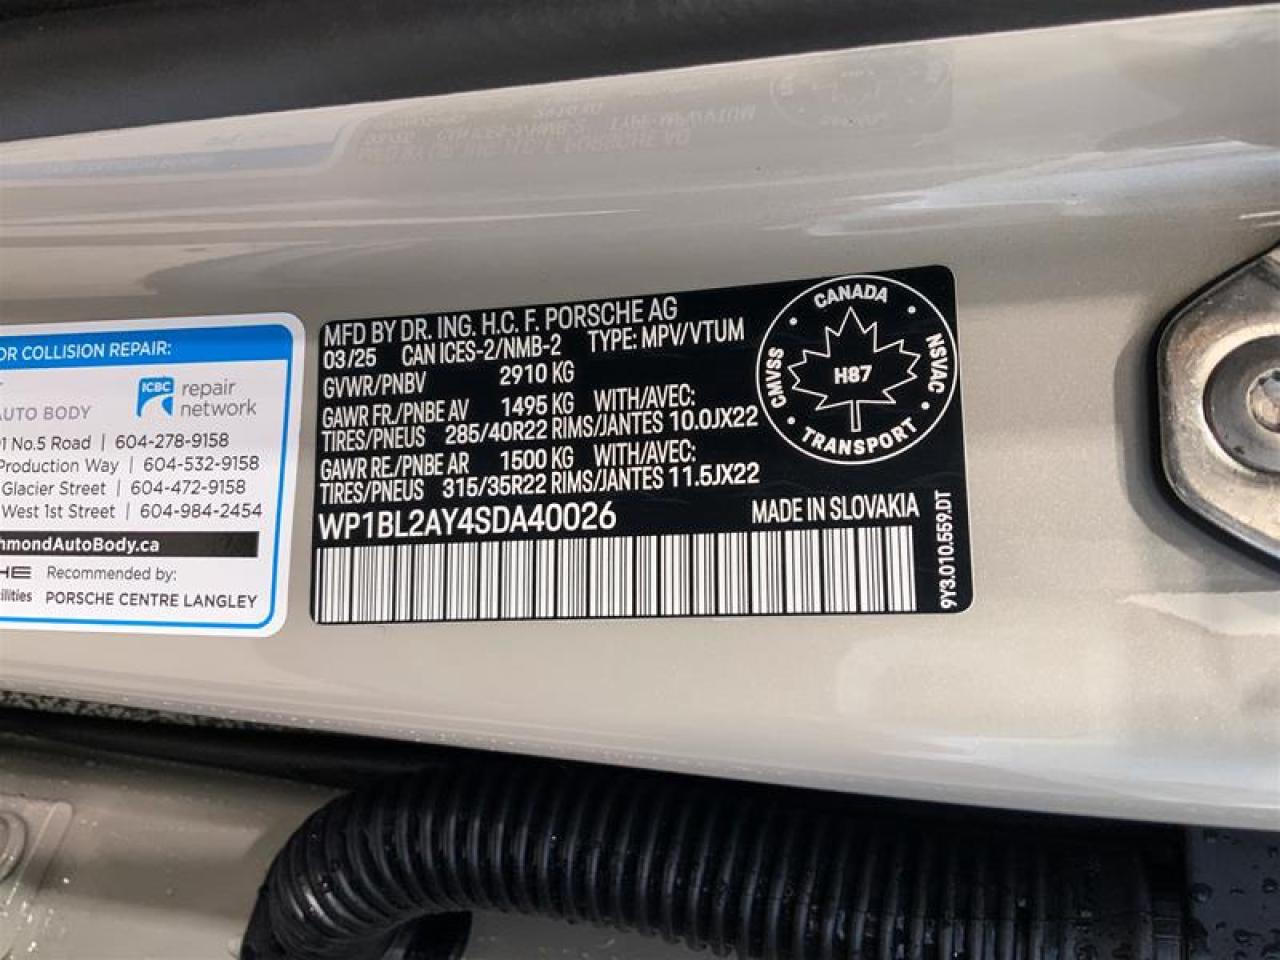 OR COLLISION REPAIR:
ICBC repair
network
AUTO BODY
No.5 Road | 604-278-9158
Production Way | 604-532-9158
Glacier Street | 604-472-9158
West 1st Street | 604-984-2454
hmondAutoBody.ca
HE Recommended by:
cilities PORSCHE CENTRE LANGLEY
MFD BY DR. ING. H.C. F. PORSCHE AG
03/25 CAN ICES-2/NMB-2 TYPE: MPV/VTUM
GVWR/PNBV 2910 KG
GAWR FR./PNBE AV 1495 KG WITH/AVEC:
TIRES/PNEUS 285/40R22 RIMS/JANTES 10.0JX22
GAWR RE./PNBE AR 1500 KG WITH/AVEC:
TIRES/PNEUS 315/35R22 RIMS/JANTES 11.5JX22
WP1BL2AY4SDA40026 MADE IN SLOVAKIA
CANADA
CMVSS
NSVAC
H87
TRANSPORT
9Y3.010.559.DT